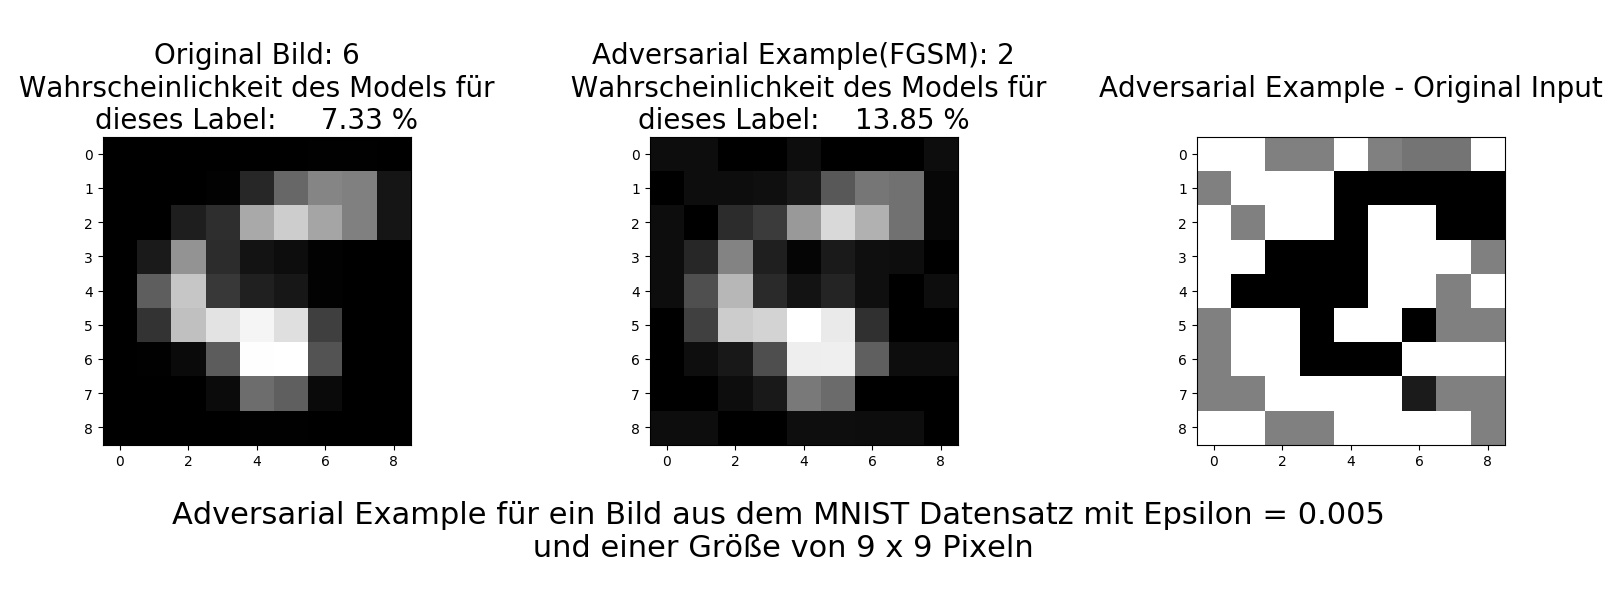 Original Bild: 6
Wahrscheinlichkeit des Models für
dieses Label: 7.33 %
0
1
2
3
4
5
6
7
8
0 2 4 6 8
Adversarial Example(FGSM): 2
Wahrscheinlichkeit des Models für
dieses Label: 13.85 %
0
1
2
3
4
5
6
7
8
0 2 4 6 8
Adversarial Example - Original Input
0
1
2
3
4
5
6
7
8
0 2 4 6 8
Adversarial Example für ein Bild aus dem MNIST Datensatz mit Epsilon = 0.005
und einer Größe von 9 x 9 Pixeln